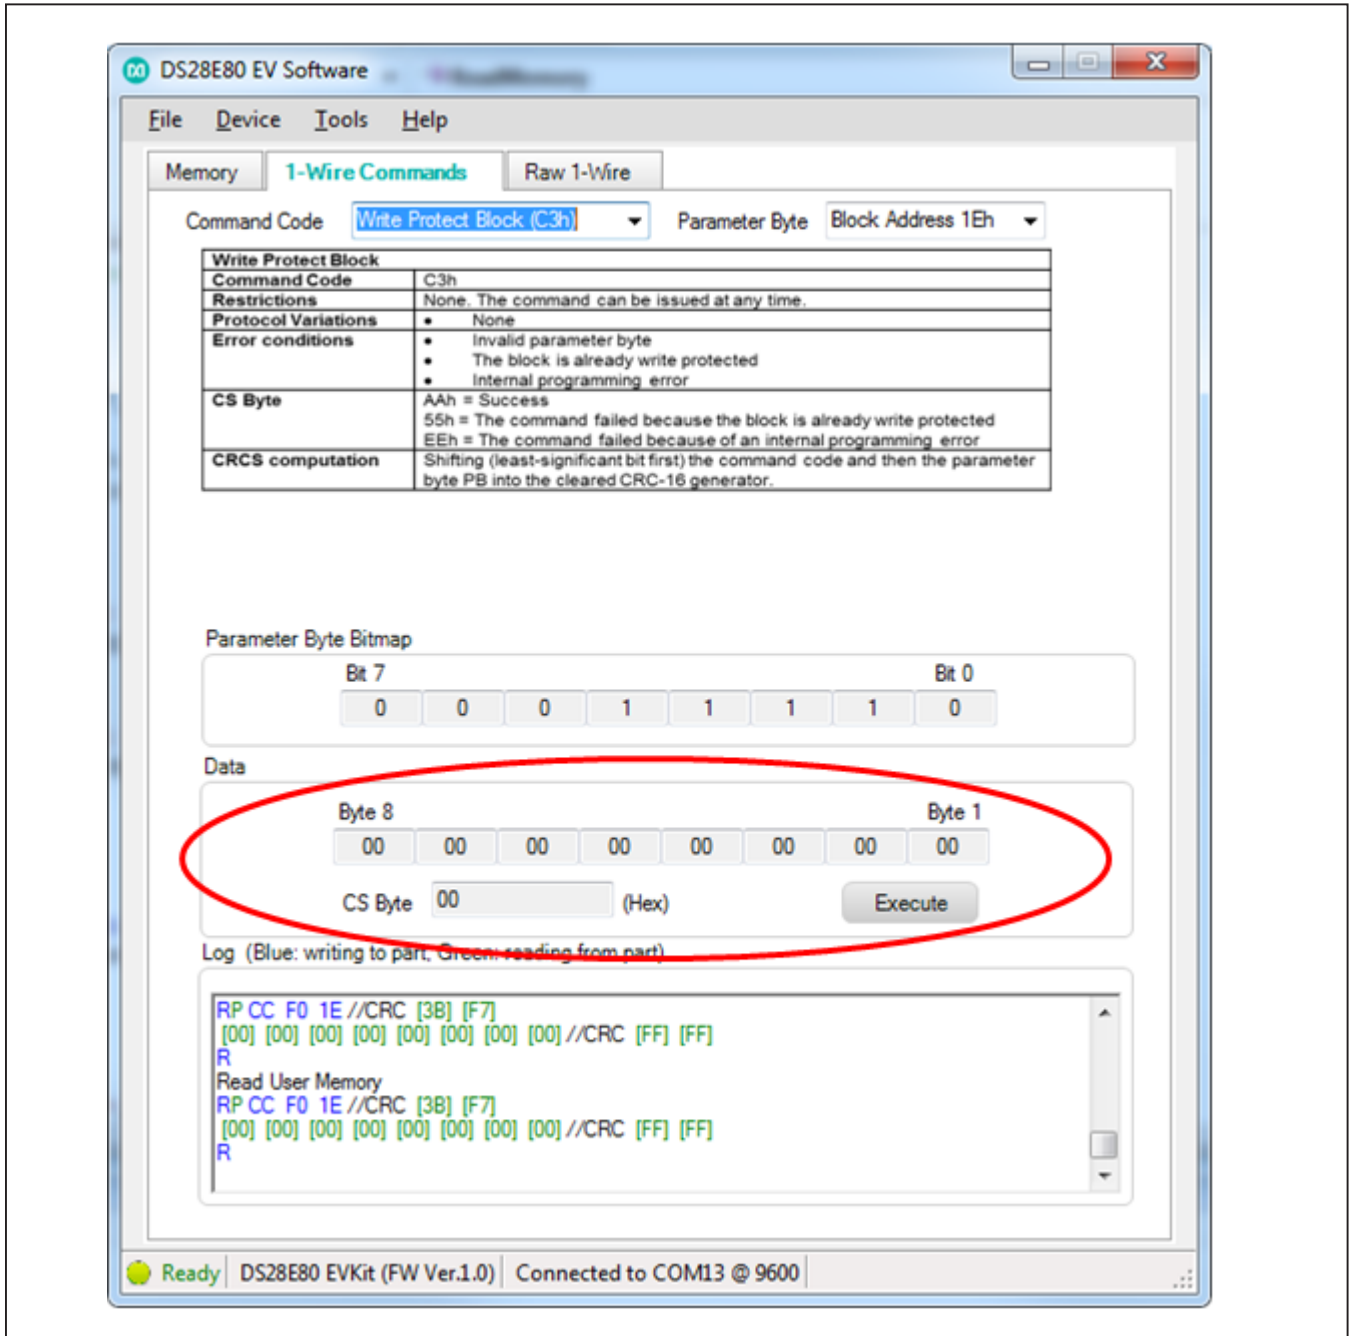 DS28E80 EV Software
File Device Tools Help
Memory 1-Wire Commands Raw 1-Wire
Command Code Write Protect Block (C3h) Parameter Byte Block Address 1Eh
Write Protect Block
Command Code C3h
Restrictions None. The command can be issued at any time.
Protocol Variations • None
Error conditions • Invalid parameter byte
• The block is already write protected
• Internal programming error
CS Byte AAh = Success
55h = The command failed because the block is already write protected
EEh = The command failed because of an internal programming error
CRCS computation Shifting (least-significant bit first) the command code and then the parameter
byte PB into the cleared CRC-16 generator.
Parameter Byte Bitmap
Bit 7 Bit 0
0 0 0 1 1 1 1 0
Data
Byte 8 Byte 1
00 00 00 00 00 00 00 00
CS Byte 00 (Hex) Execute
Log (Blue: writing to part, Green: reading from part)
RP CC F0 1E //CRC [3B] [F7]
[00] [00] [00] [00] [00] [00] [00] [00] //CRC [FF] [FF]
R
Read User Memory
RP CC F0 1E //CRC [3B] [F7]
[00] [00] [00] [00] [00] [00] [00] [00] //CRC [FF] [FF]
R
Ready DS28E80 EVKit (FW Ver.1.0) Connected to COM13 @ 9600